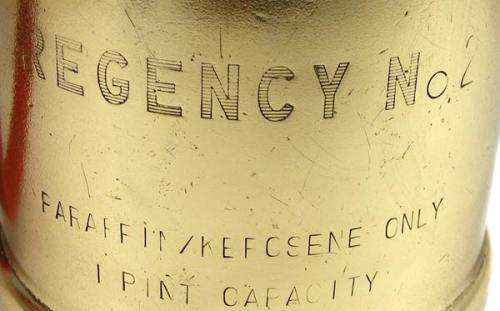 REGENCY No 2
PARAFFIN/KEROSENE ONLY
1 PINT CAPACITY